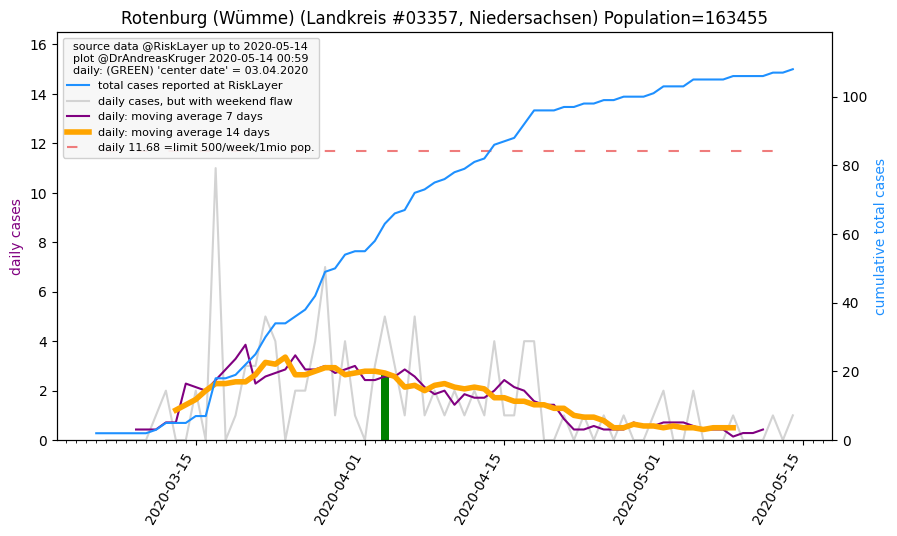 Rotenburg (Wümme) (Landkreis #03357, Niedersachsen) Population=163455
source data @RiskLayer up to 2020-05-14
plot @DrAndreasKruger 2020-05-14 00:59
daily: (GREEN) 'center date' = 03.04.2020
total cases reported at RiskLayer
daily cases, but with weekend flaw
daily: moving average 7 days
daily: moving average 14 days
daily 11.68 =limit 500/week/1mio pop.
daily cases
16
14
12
10
8
6
4
2
0
cumulative total cases
100
80
60
40
20
0
2020-03-15
2020-04-01
2020-04-15
2020-05-01
2020-05-15